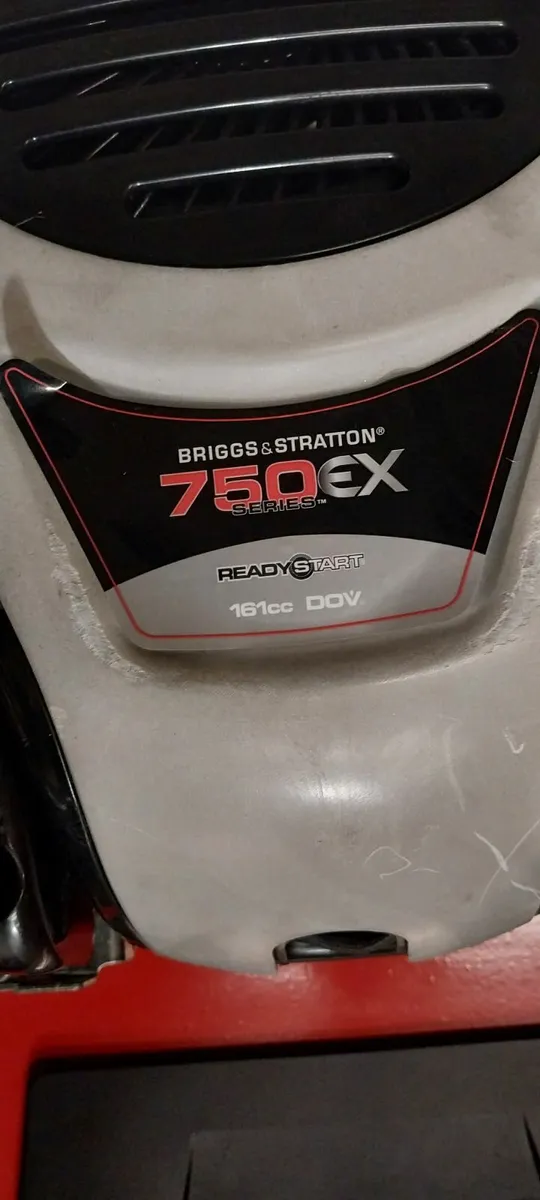 BRIGGS & STRATTON®
750EX
SERIES™
READYSTART
161cc DOV